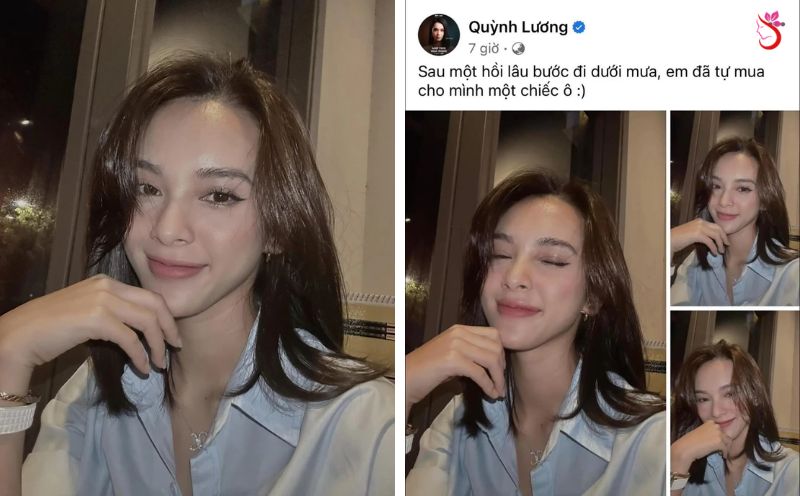 Quỳnh Lương
7 giờ ·
Sau một hồi lâu bước đi dưới mưa, em đã tự mua
cho mình một chiếc ô :)